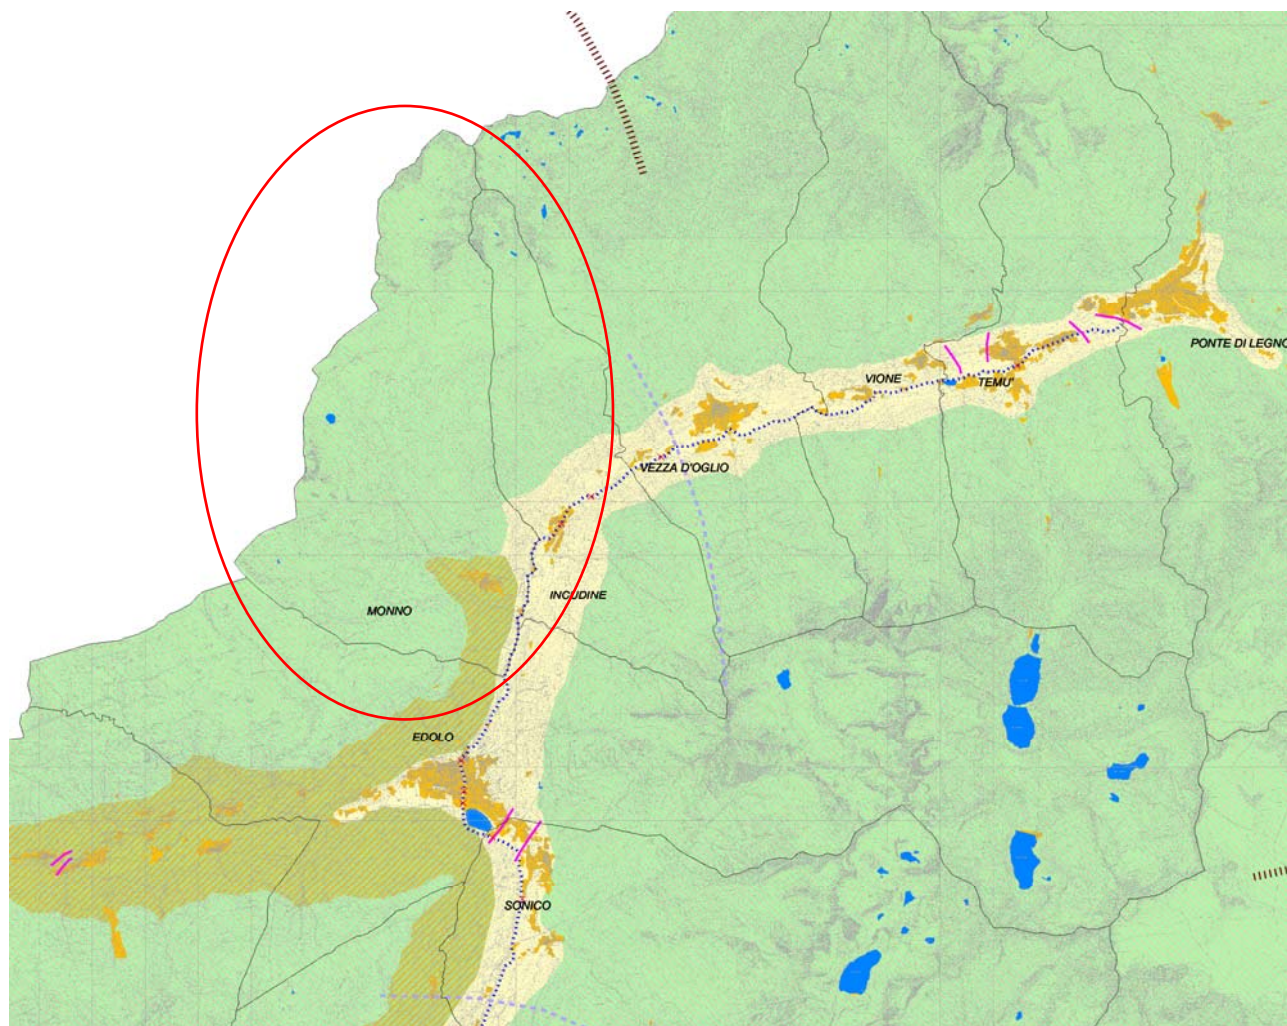 PONTE DI LEGNO
VIONE
TEMU'
VEZZA D'OGLIO
INCUDINE
MONNO
EDOLO
SONICO